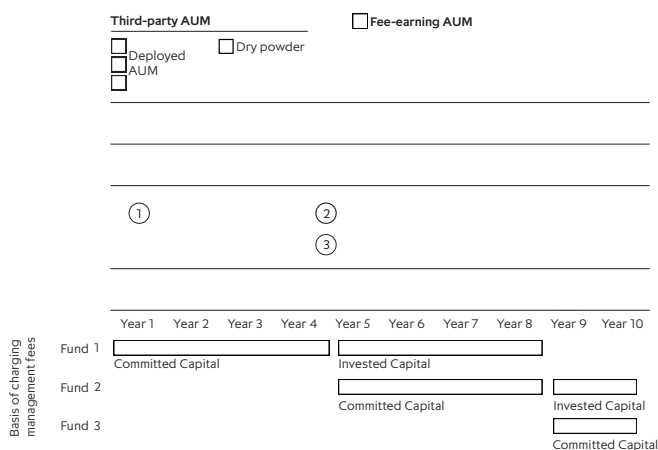 Third-party AUM
Fee-earning AUM
Deployed
AUM
Dry powder
1
2
3
Year 1 Year 2 Year 3 Year 4 Year 5 Year 6 Year 7 Year 8 Year 9 Year 10
Basis of charging
management fees
Fund 1
Committed Capital Invested Capital
Fund 2
Committed Capital Invested Capital
Fund 3
Committed Capital